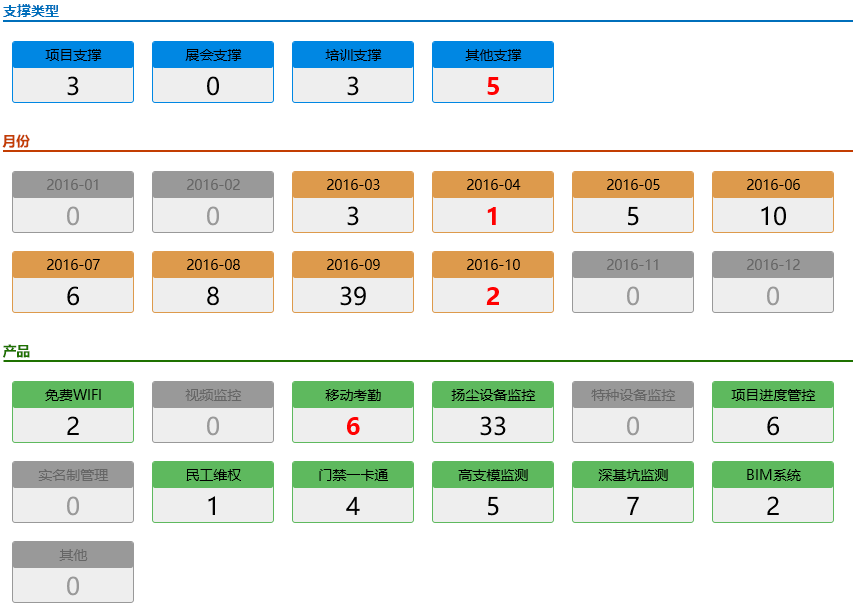 支撑类型
项目支撑 展会支撑 培训支撑 其他支撑
3 0 3 5
月份
2016-01 2016-02 2016-03 2016-04 2016-05 2016-06
0 0 3 1 5 10
2016-07 2016-08 2016-09 2016-10 2016-11 2016-12
6 8 39 2 0 0
产品
免费WIFI 视频监控 移动考勤 扬尘设备监控 特种设备监控 项目进度管控
2 0 6 33 0 6
实名制管理 民工维权 门禁一卡通 高支模监测 深基坑监测 BIM系统
0 1 4 5 7 2
其他
0